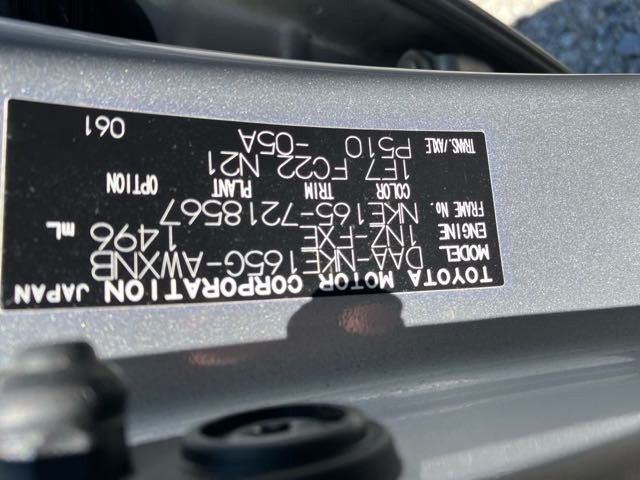 TOYOTA MOTOR CORPORATION JAPAN
MODEL DAA-NKE165G-AWXNB
ENGINE 1NZ-FXE 1496 mL
FRAME No. NKE165-7218567
COLOR TRIM PLANT OPTION
1E7 FC22 N21
TRANS./AXLE P510 -05A
061